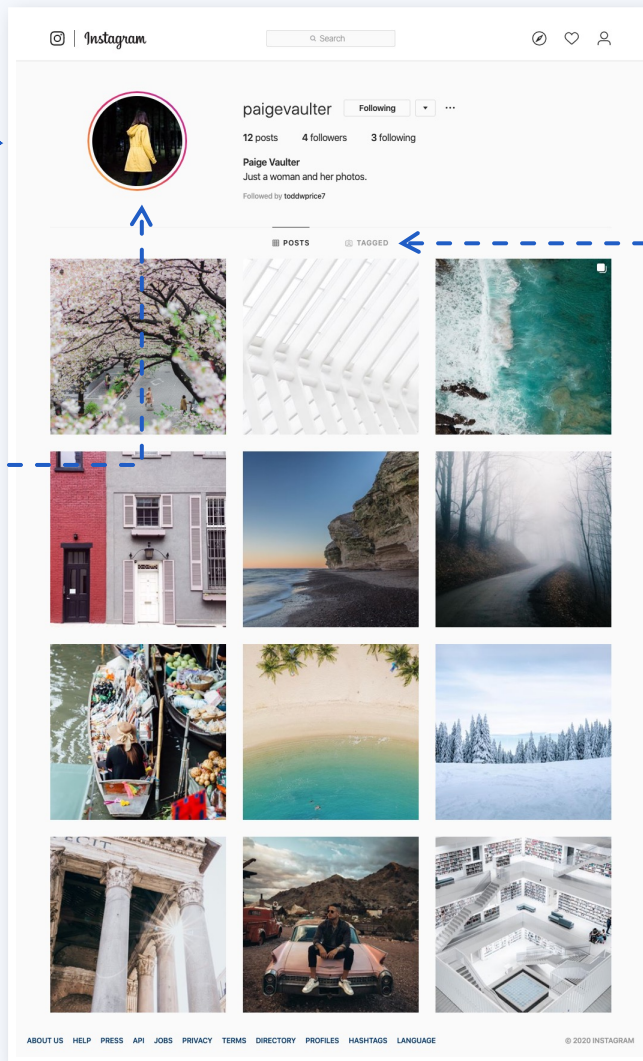 Instagram
Search
paigevaulter Following
12 posts 4 followers 3 following
Paige Vaulter
Just a woman and her photos.
Followed by toddwprice7
POSTS TAGGED
ECIT
ABOUT US HELP PRESS API JOBS PRIVACY TERMS DIRECTORY PROFILES HASHTAGS LANGUAGE © 2020 INSTAGRAM